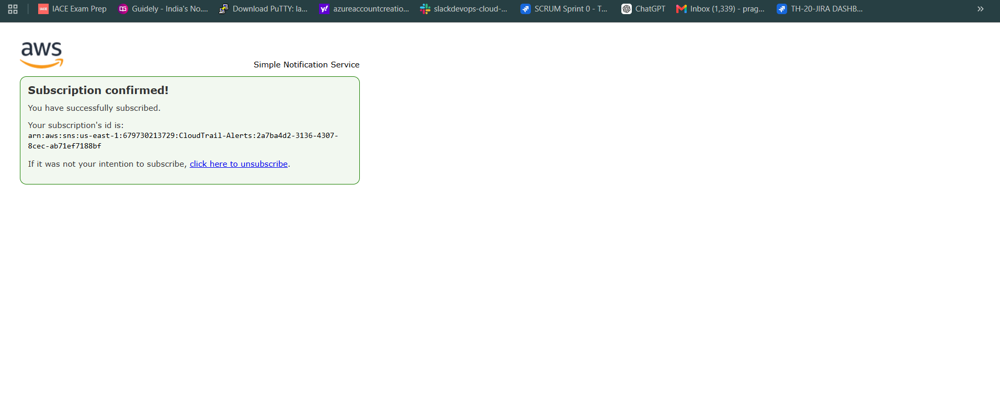 IACE IACE Exam Prep DG Guidely - India's No.... Download PuTTY: la... y! azureaccountcreatio... slackdevops-cloud-... SCRUM Sprint 0 - T... ChatGPT Inbox (1,339) - prag... TH-20-JIRA DASHB... »
aws
Simple Notification Service
Subscription confirmed!
You have successfully subscribed.
Your subscription's id is:
arn:aws:sns:us-east-1:679730213729:CloudTrail-Alerts:2a7ba4d2-3136-4307-
8cec-ab71ef7188bf
If it was not your intention to subscribe, click here to unsubscribe.